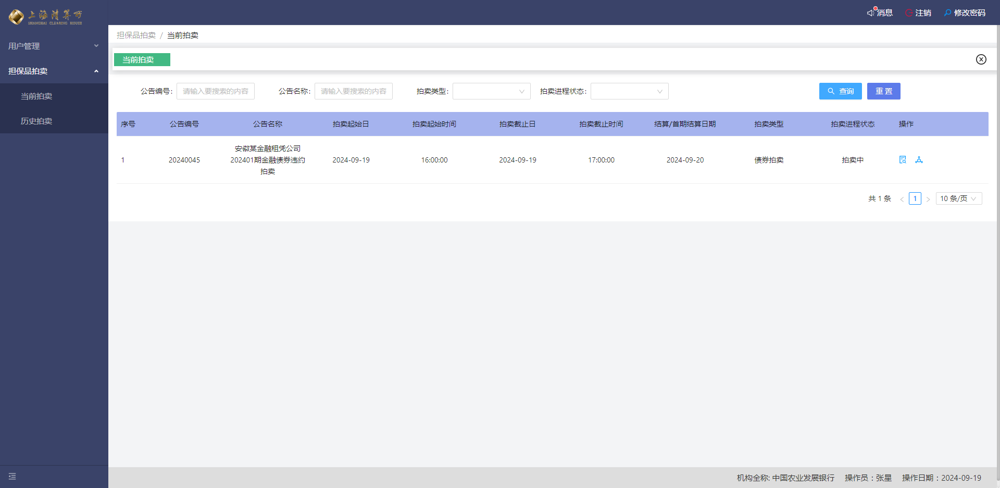 上海清算所
SHANGHAI CLEARING HOUSE
消息 注销 修改密码
用户管理
担保品拍卖
当前拍卖
历史拍卖
担保品拍卖 / 当前拍卖
当前拍卖
公告编号: 请输入要搜索的内容 公告名称: 请输入要搜索的内容 拍卖类型: 拍卖进程状态: 查询 重 置
序号 公告编号 公告名称 拍卖起始日 拍卖起始时间 拍卖截止日 拍卖截止时间 结算/首期结算日期 拍卖类型 拍卖进程状态 操作
1 20240045 安徽某金融租凭公司202401期金融债券违约拍卖 2024-09-19 16:00:00 2024-09-19 17:00:00 2024-09-20 债券拍卖 拍卖中
共 1 条 < 1 > 10 条/页
机构全称: 中国农业发展银行 操作员：张星 操作日期：2024-09-19